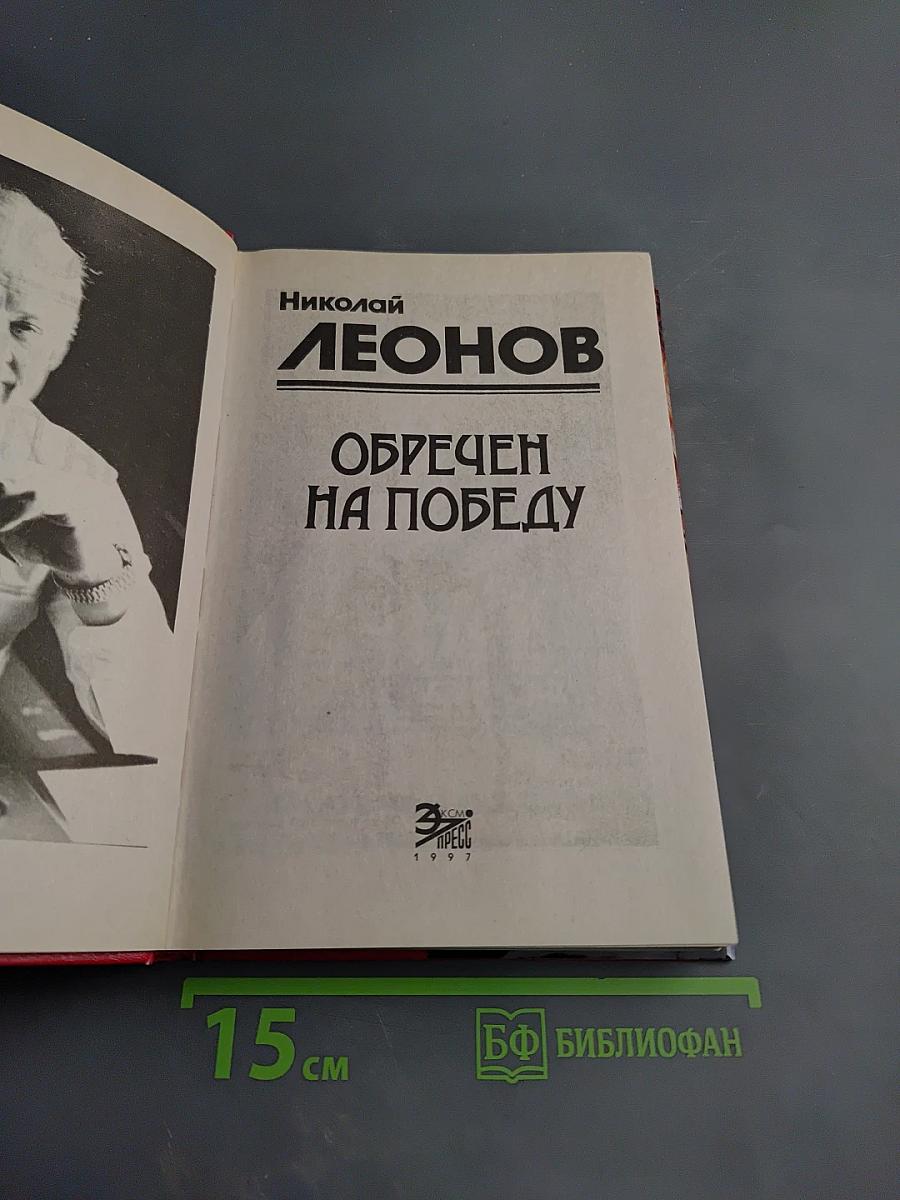 Николай
ЛЕОНОВ
ОБРЕЧЕН
НА ПОБЕДУ
ЭКСМО
ПРЕСС
1997
15 см
БФ БИБЛИОФАН